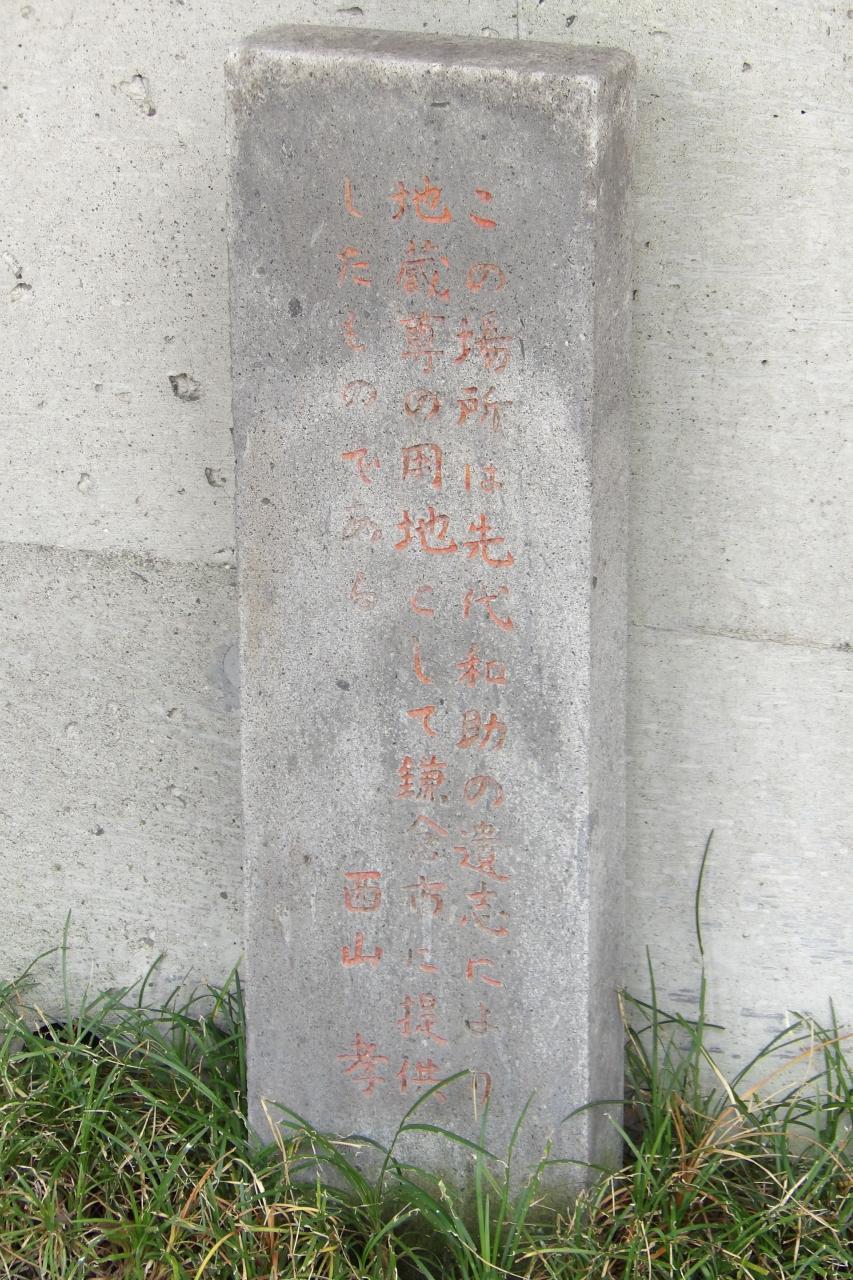 この場所は先代和助の遺志により
地蔵尊の用地として鎌倉市に提供
したものである　　　西山　孝